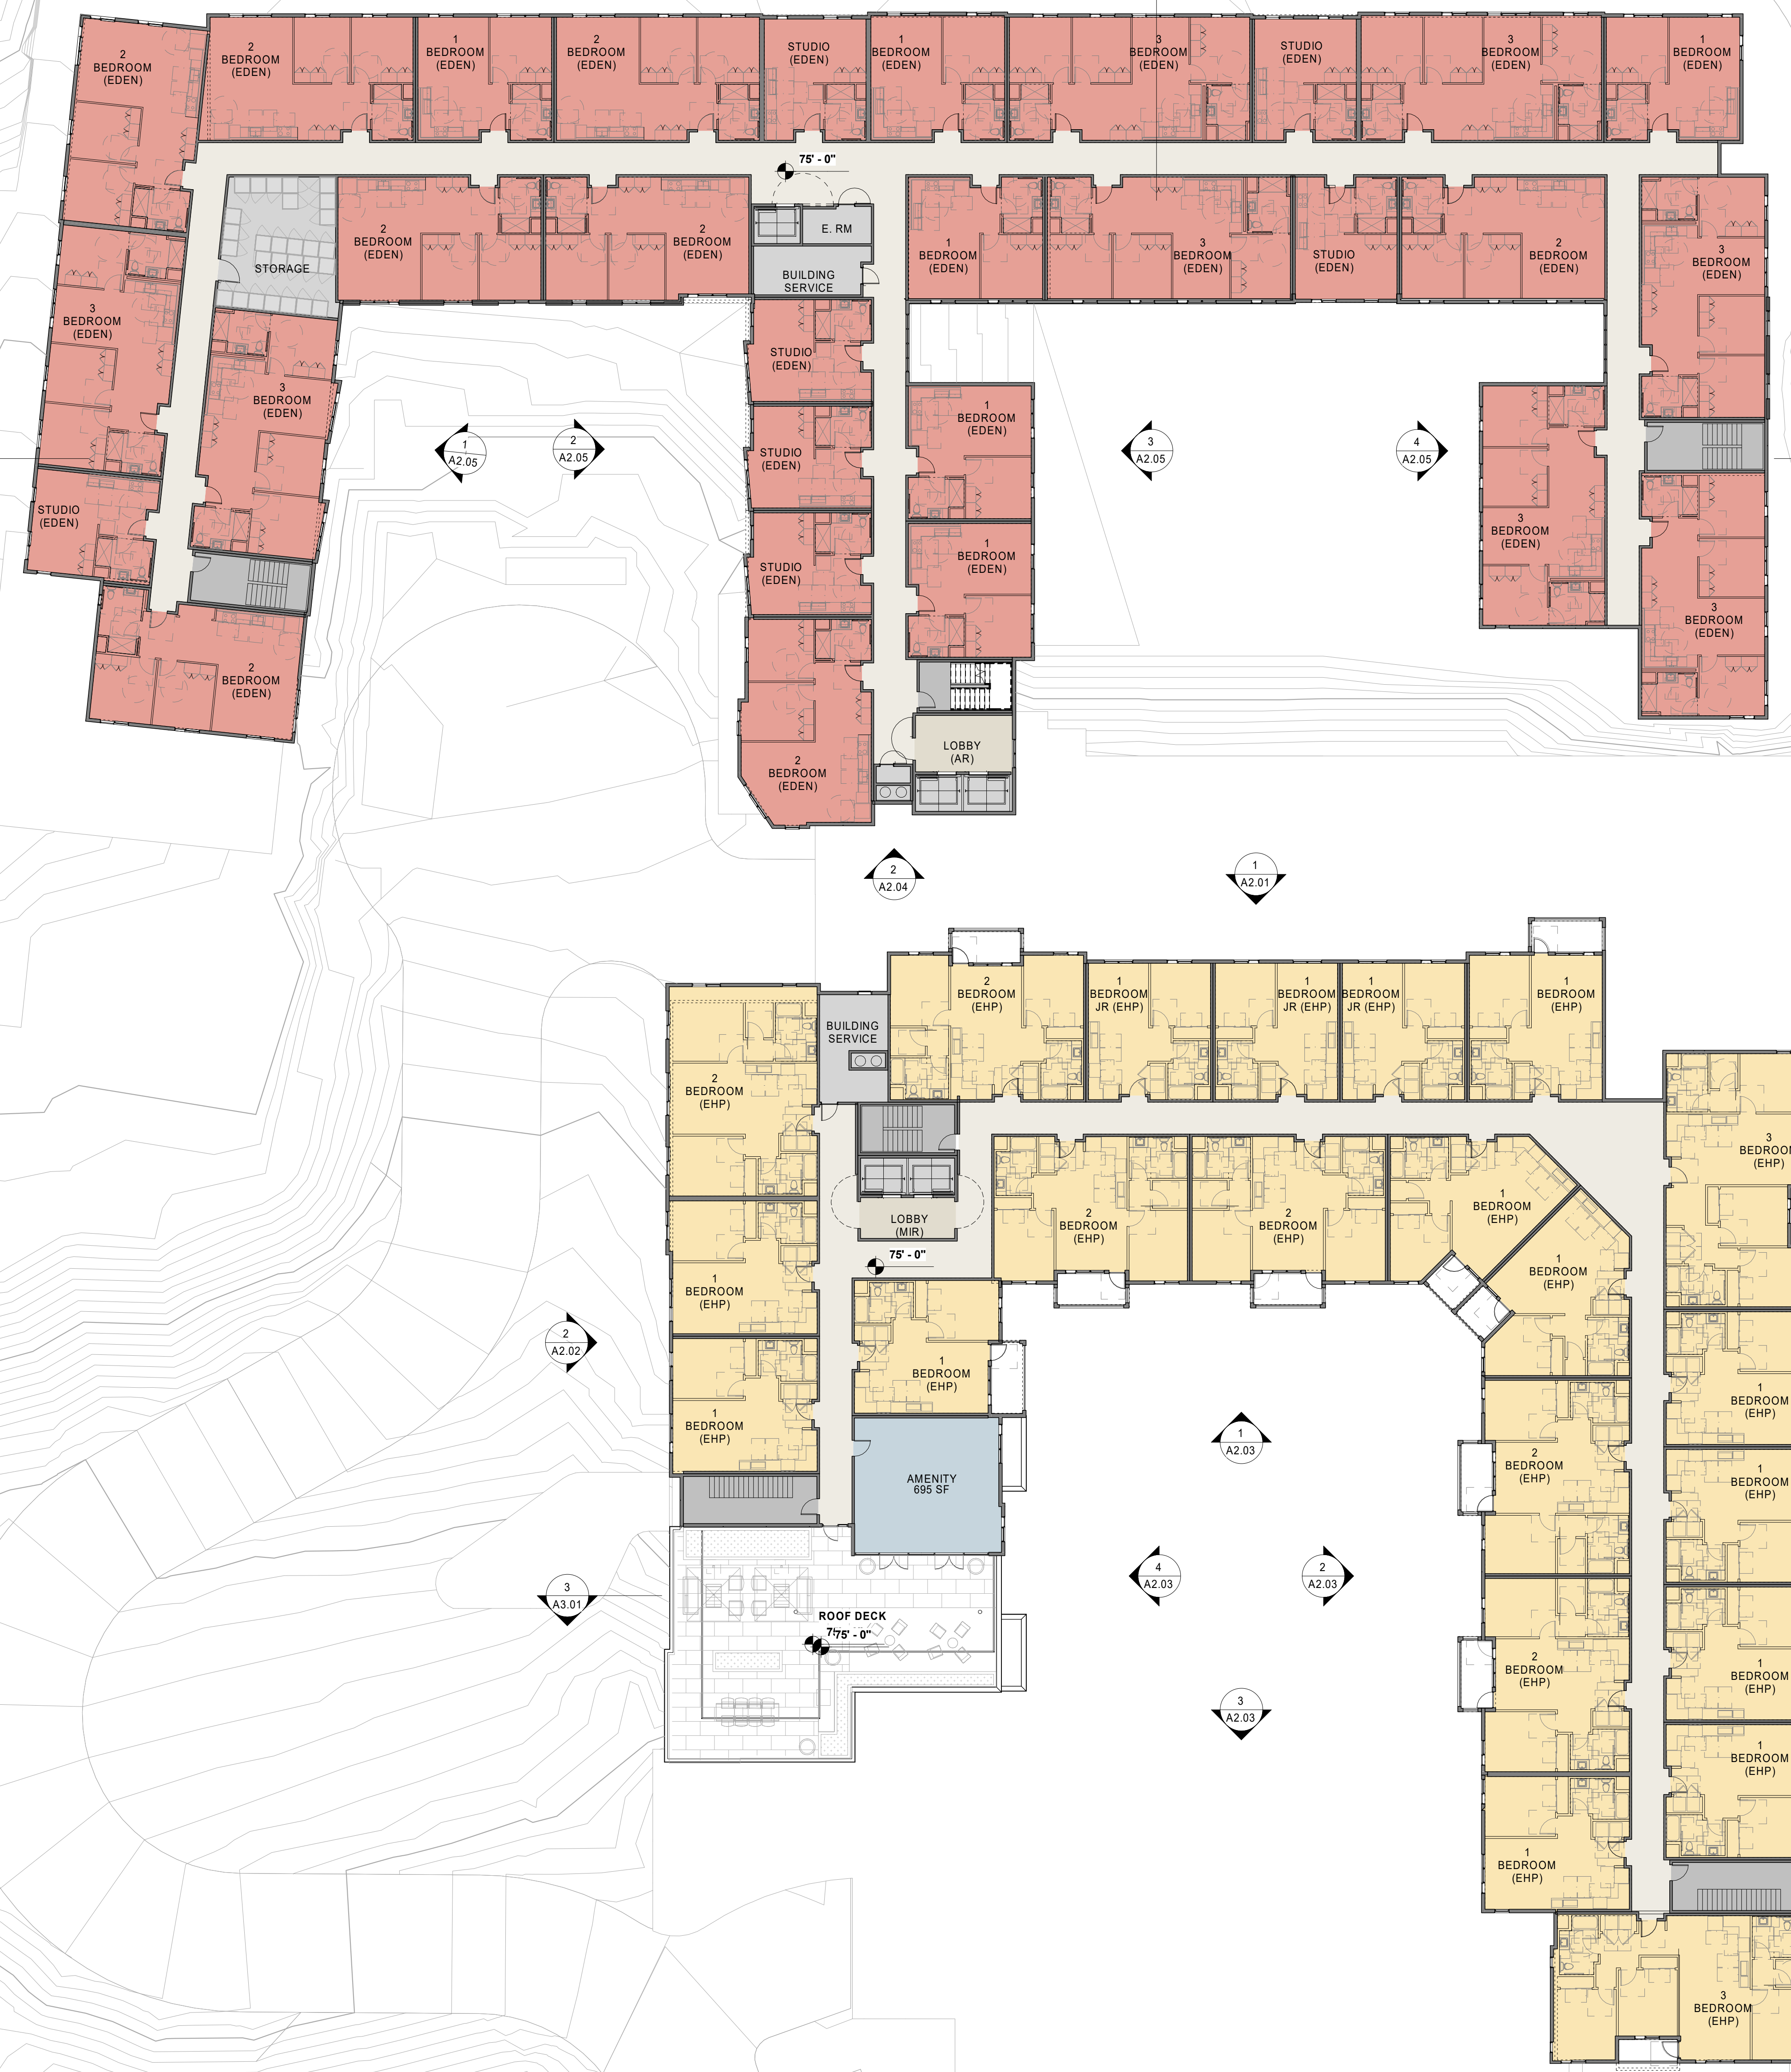 2
BEDROOM
(EDEN)
2
BEDROOM
(EDEN)
1
BEDROOM
(EDEN)
2
BEDROOM
(EDEN)
STUDIO
(EDEN)
1
BEDROOM
(EDEN)
3
BEDROOM
(EDEN)
STUDIO
(EDEN)
3
BEDROOM
(EDEN)
1
BEDROOM
(EDEN)
75' - 0"
STORAGE
2
BEDROOM
(EDEN)
2
BEDROOM
(EDEN)
E. RM
BUILDING
SERVICE
1
BEDROOM
(EDEN)
3
BEDROOM
(EDEN)
STUDIO
(EDEN)
2
BEDROOM
(EDEN)
3
BEDROOM
(EDEN)
3
BEDROOM
(EDEN)
3
BEDROOM
(EDEN)
STUDIO
(EDEN)
2
BEDROOM
(EDEN)
1
A2.05
2
A2.05
STUDIO
(EDEN)
STUDIO
(EDEN)
STUDIO
(EDEN)
2
BEDROOM
(EDEN)
1
BEDROOM
(EDEN)
1
BEDROOM
(EDEN)
LOBBY
(AR)
3
A2.05
4
A2.05
3
BEDROOM
(EDEN)
3
BEDROOM
(EDEN)
2
A2.04
1
A2.01
2
BEDROOM
(EHP)
BUILDING
SERVICE
2
BEDROOM
(EHP)
1
BEDROOM
JR (EHP)
1
BEDROOM
JR (EHP)
1
BEDROOM
JR (EHP)
1
BEDROOM
(EHP)
LOBBY
(MIR)
75' - 0"
2
BEDROOM
(EHP)
2
BEDROOM
(EHP)
1
BEDROOM
(EHP)
1
BEDROOM
(EHP)
3
(EHP)
1
BEDROOM
(EHP)
1
BEDROOM
(EHP)
1
BEDROOM
(EHP)
2
A2.02
AMENITY
695 SF
1
A2.03
4
A2.03
2
A2.03
3
A2.03
3
A3.01
ROOF DECK
75' - 0"
2
BEDROOM
(EHP)
2
BEDROOM
(EHP)
1
BEDROOM
(EHP)
1
BEDROOM
(EHP)
1
BEDROOM
(EHP)
1
BEDROOM
(EHP)
1
BEDROOM
(EHP)
3
BEDROOM
(EHP)